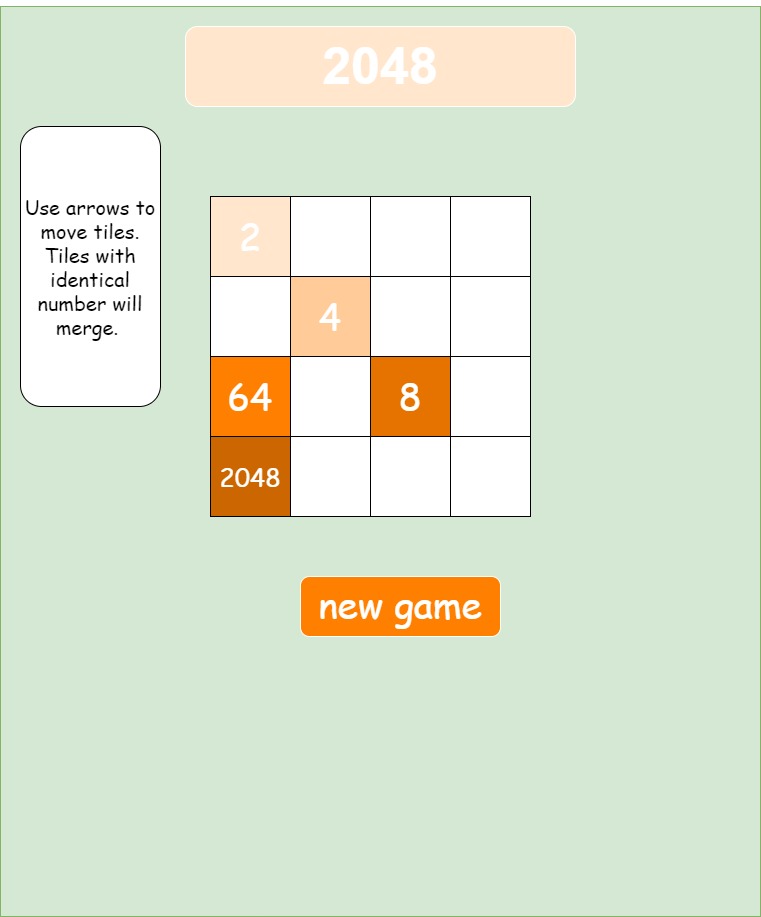 2048
Use arrows to
move tiles.
Tiles with
identical
number will
merge.
2
4
64 8
2048
new game